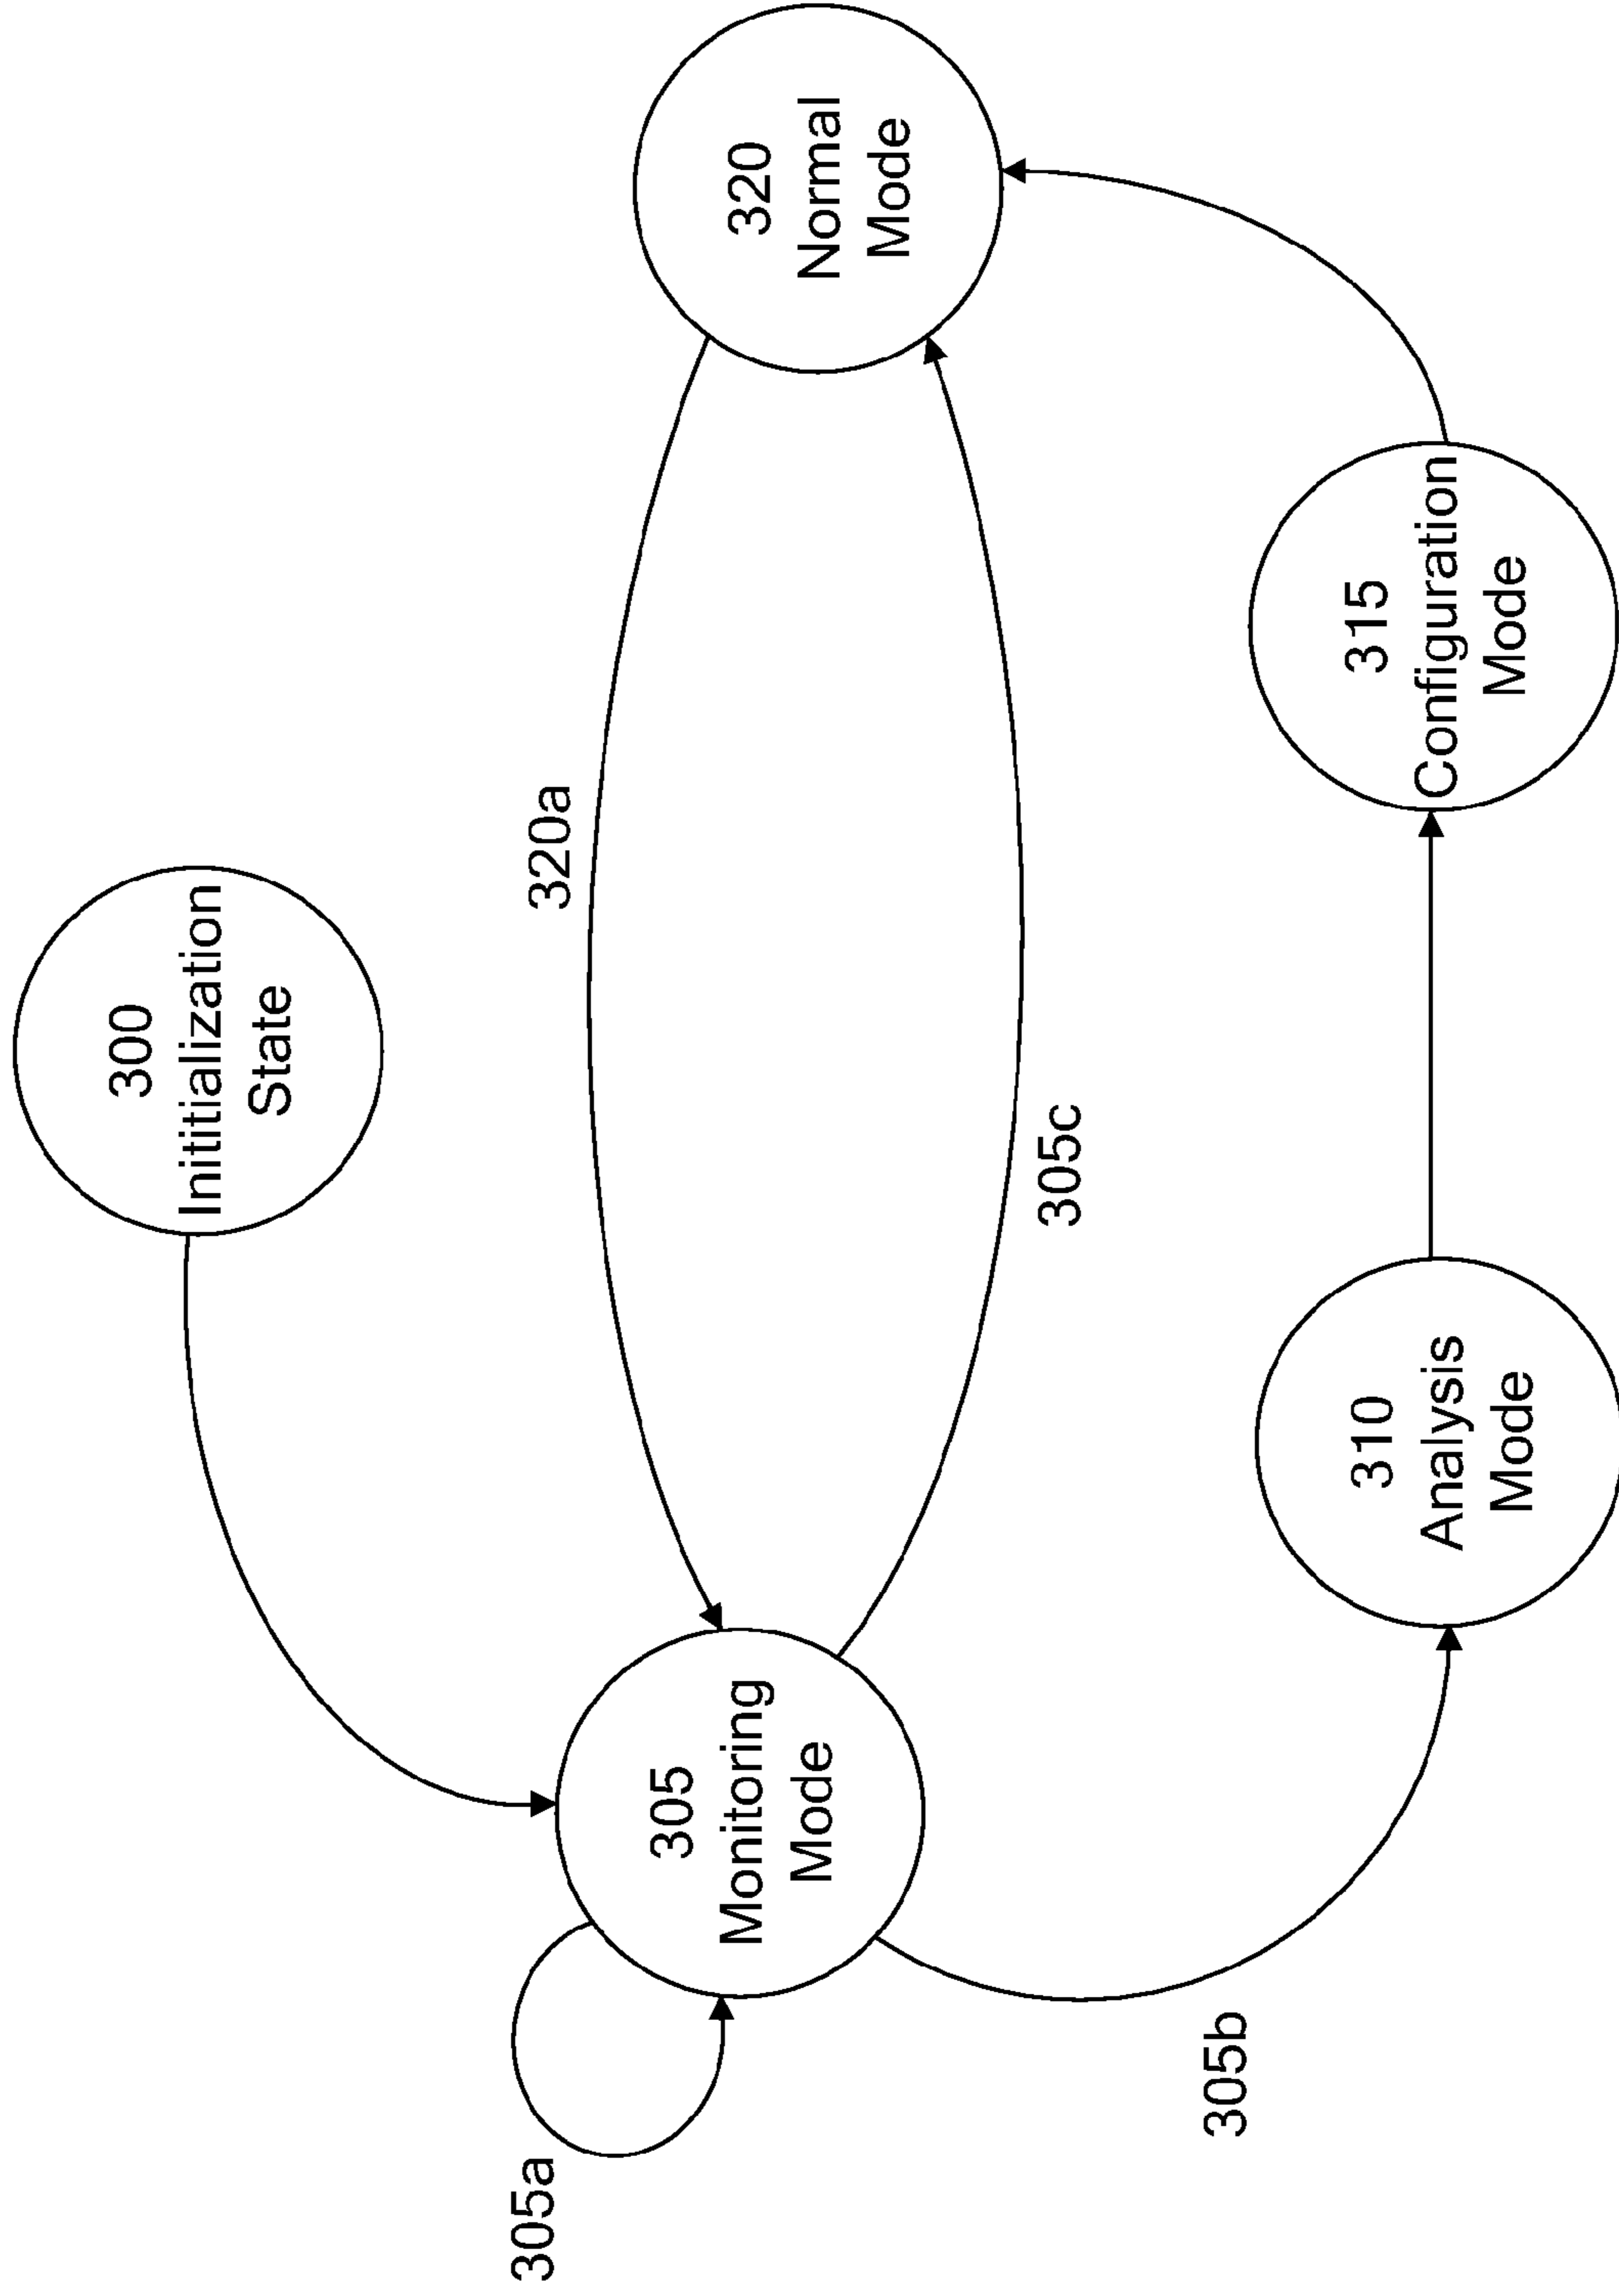 300
Inititialization
State
320a
320
Normal
Mode
305a
305
Monitoring
Mode
305c
305b
310
Analysis
Mode
315
Configuration
Mode